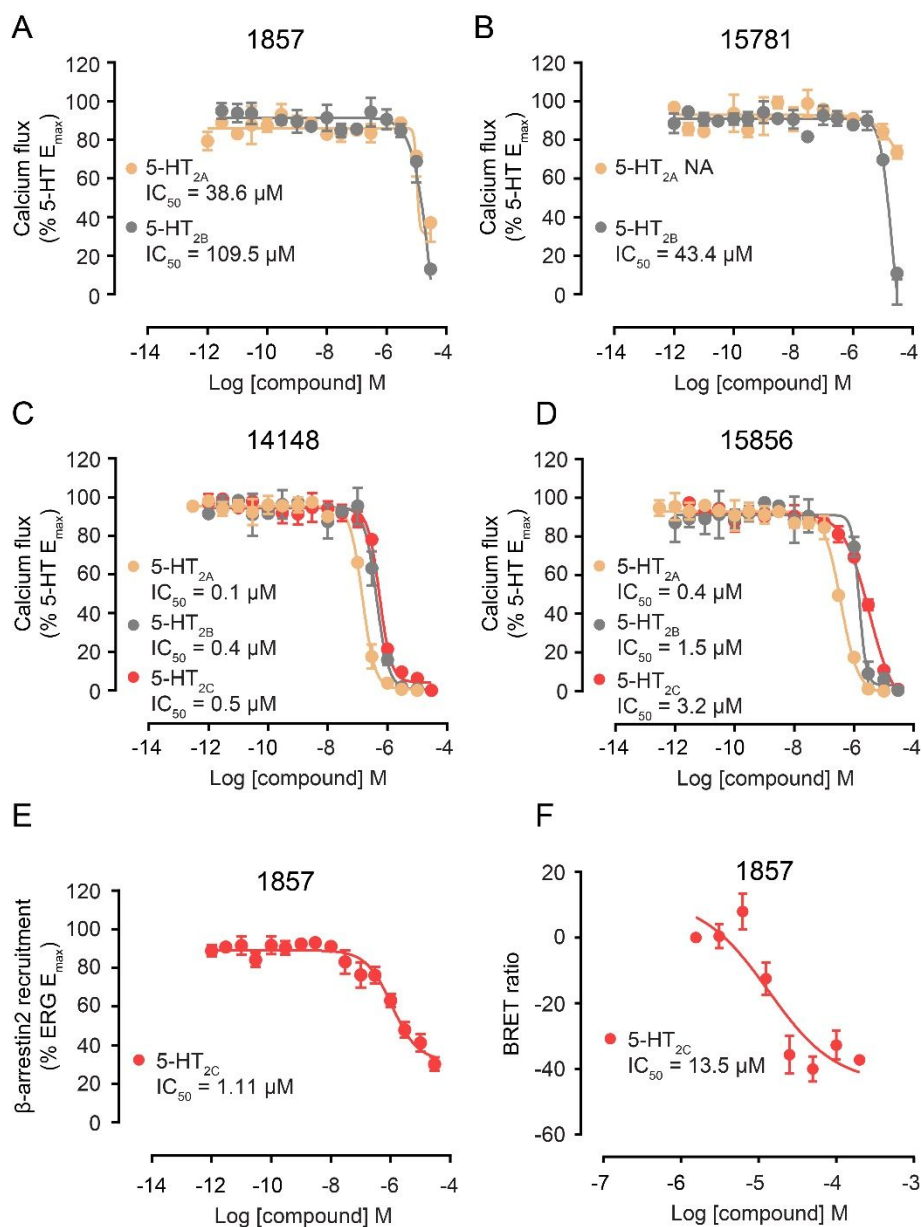 A
1857
Calcium flux
(% 5-HT Emax)
120
100
80
60
40
20
0
5-HT2A
IC50 = 38.6 µM
5-HT2B
IC50 = 109.5 µM
-14 -12 -10 -8 -6 -4
Log [compound] M
B
15781
Calcium flux
(% 5-HT Emax)
120
100
80
60
40
20
0
5-HT2A NA
5-HT2B
IC50 = 43.4 µM
-14 -12 -10 -8 -6 -4
Log [compound] M
C
14148
Calcium flux
(% 5-HT Emax)
120
100
80
60
40
20
0
5-HT2A
IC50 = 0.1 µM
5-HT2B
IC50 = 0.4 µM
5-HT2C
IC50 = 0.5 µM
-14 -12 -10 -8 -6 -4
Log [compound] M
D
15856
Calcium flux
(% 5-HT Emax)
120
100
80
60
40
20
0
5-HT2A
IC50 = 0.4 µM
5-HT2B
IC50 = 1.5 µM
5-HT2C
IC50 = 3.2 µM
-14 -12 -10 -8 -6 -4
Log [compound] M
E
1857
β-arrestin2 recruitment
(% ERG Emax)
120
100
80
60
40
20
0
5-HT2C
IC50 = 1.11 µM
-14 -12 -10 -8 -6 -4
Log [compound] M
F
1857
BRET ratio
20
0
-20
-40
-60
5-HT2C
IC50 = 13.5 µM
-7 -6 -5 -4 -3
Log [compound] M